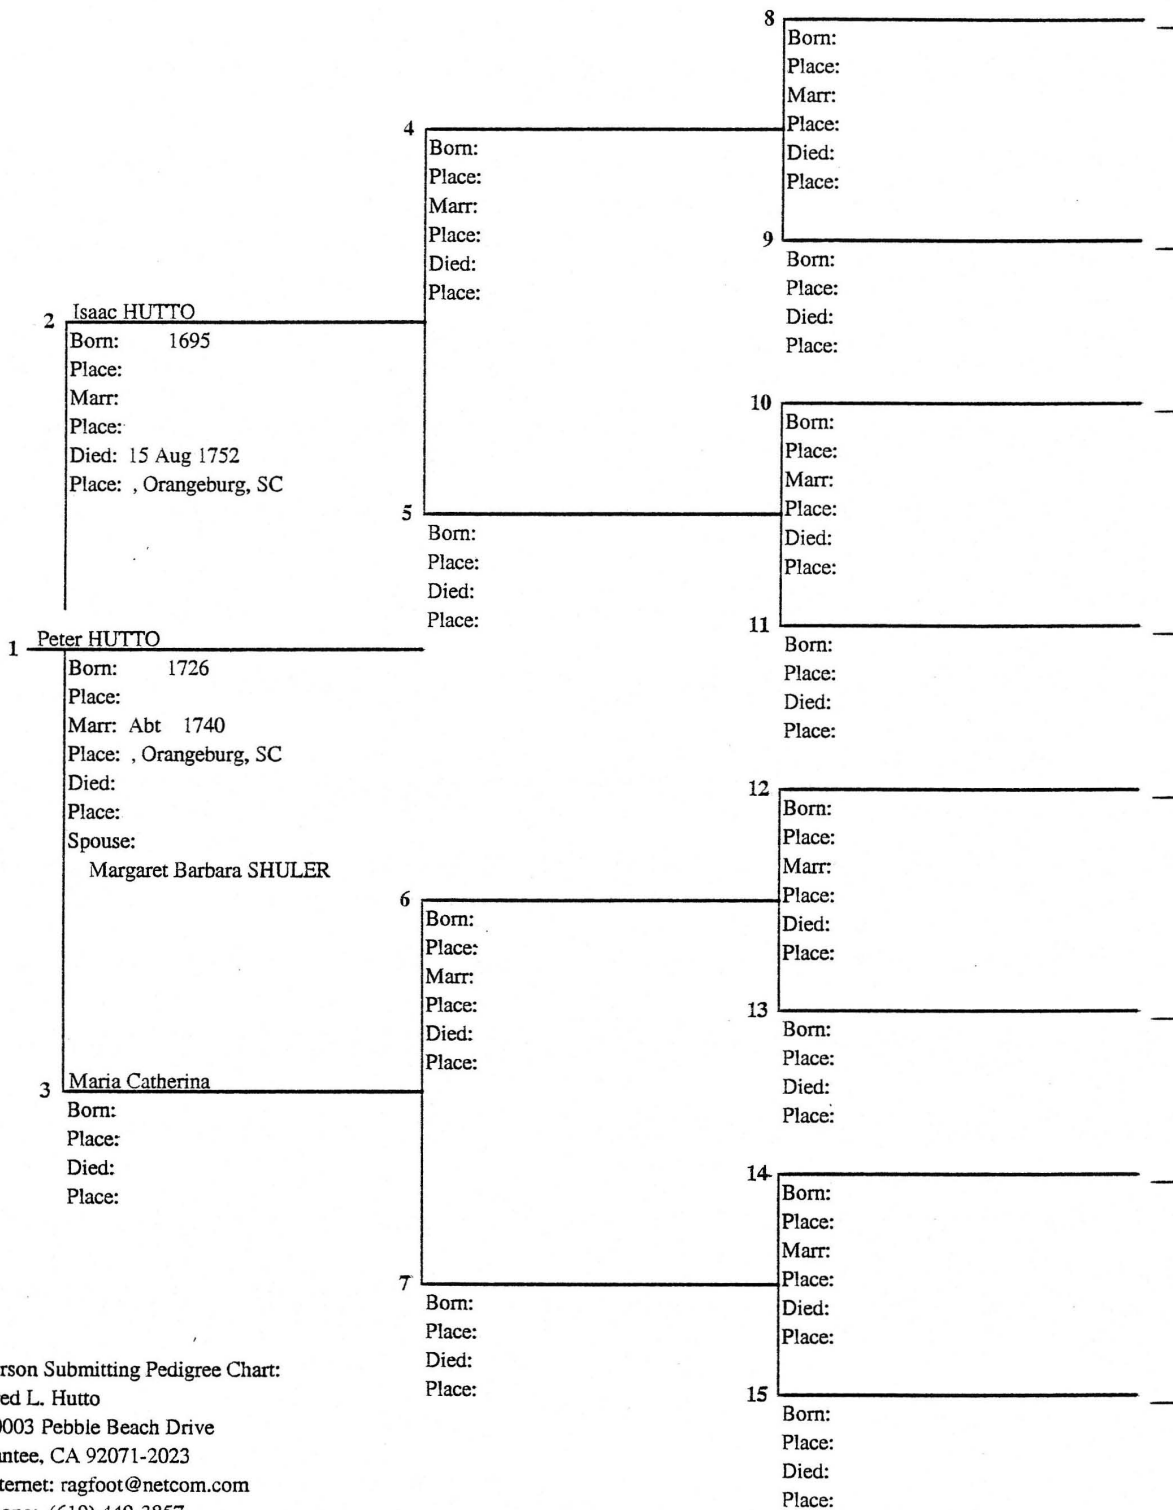 8
Born:
Place:
Marr:
Place:
Died:
Place:
4
Born:
Place:
Marr:
Place:
Died:
Place:
9
Born:
Place:
Died:
Place:
2 Isaac HUTTO
Born: 1695
Place:
Marr:
Place:
Died: 15 Aug 1752
Place: , Orangeburg, SC
10
Born:
Place:
Marr:
Place:
Died:
Place:
5
Born:
Place:
Died:
Place:
11
Born:
Place:
Died:
Place:
1 Peter HUTTO
Born: 1726
Place:
Marr: Abt 1740
Place: , Orangeburg, SC
Died:
Place:
Spouse:
Margaret Barbara SHULER
12
Born:
Place:
Marr:
Place:
Died:
Place:
6
Born:
Place:
Marr:
Place:
Died:
Place:
13
Born:
Place:
Died:
Place:
3 Maria Catherina
Born:
Place:
Died:
Place:
14
Born:
Place:
Marr:
Place:
Died:
Place:
7
Born:
Place:
Died:
Place:
15
Born:
Place:
Died:
Place:
rson Submitting Pedigree Chart:
ed L. Hutto
0003 Pebble Beach Drive
ntee, CA 92071-2023
ternet: ragfoot@netcom.com